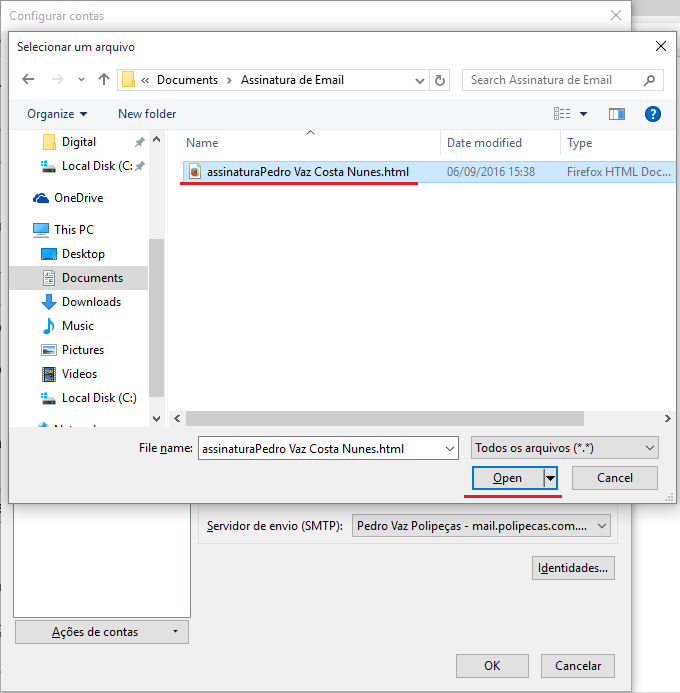 Configurar contas
Selecionar um arquivo
« Documents > Assinatura de Email
Search Assinatura de Email
Organize
New folder
Name
Date modified
Type
Digital
Local Disk (C:
OneDrive
This PC
Desktop
Documents
Downloads
Music
Pictures
Videos
Local Disk (C:)
assinaturaPedro Vaz Costa Nunes.html
06/09/2016 15:38
Firefox HTML Doc...
File name:
assinaturaPedro Vaz Costa Nunes.html
Todos os arquivos (*.*)
Open
Cancel
Servidor de envio (SMTP):
Pedro Vaz Polipeças - mail.polipecas.com....
Identidades...
Ações de contas
OK
Cancelar